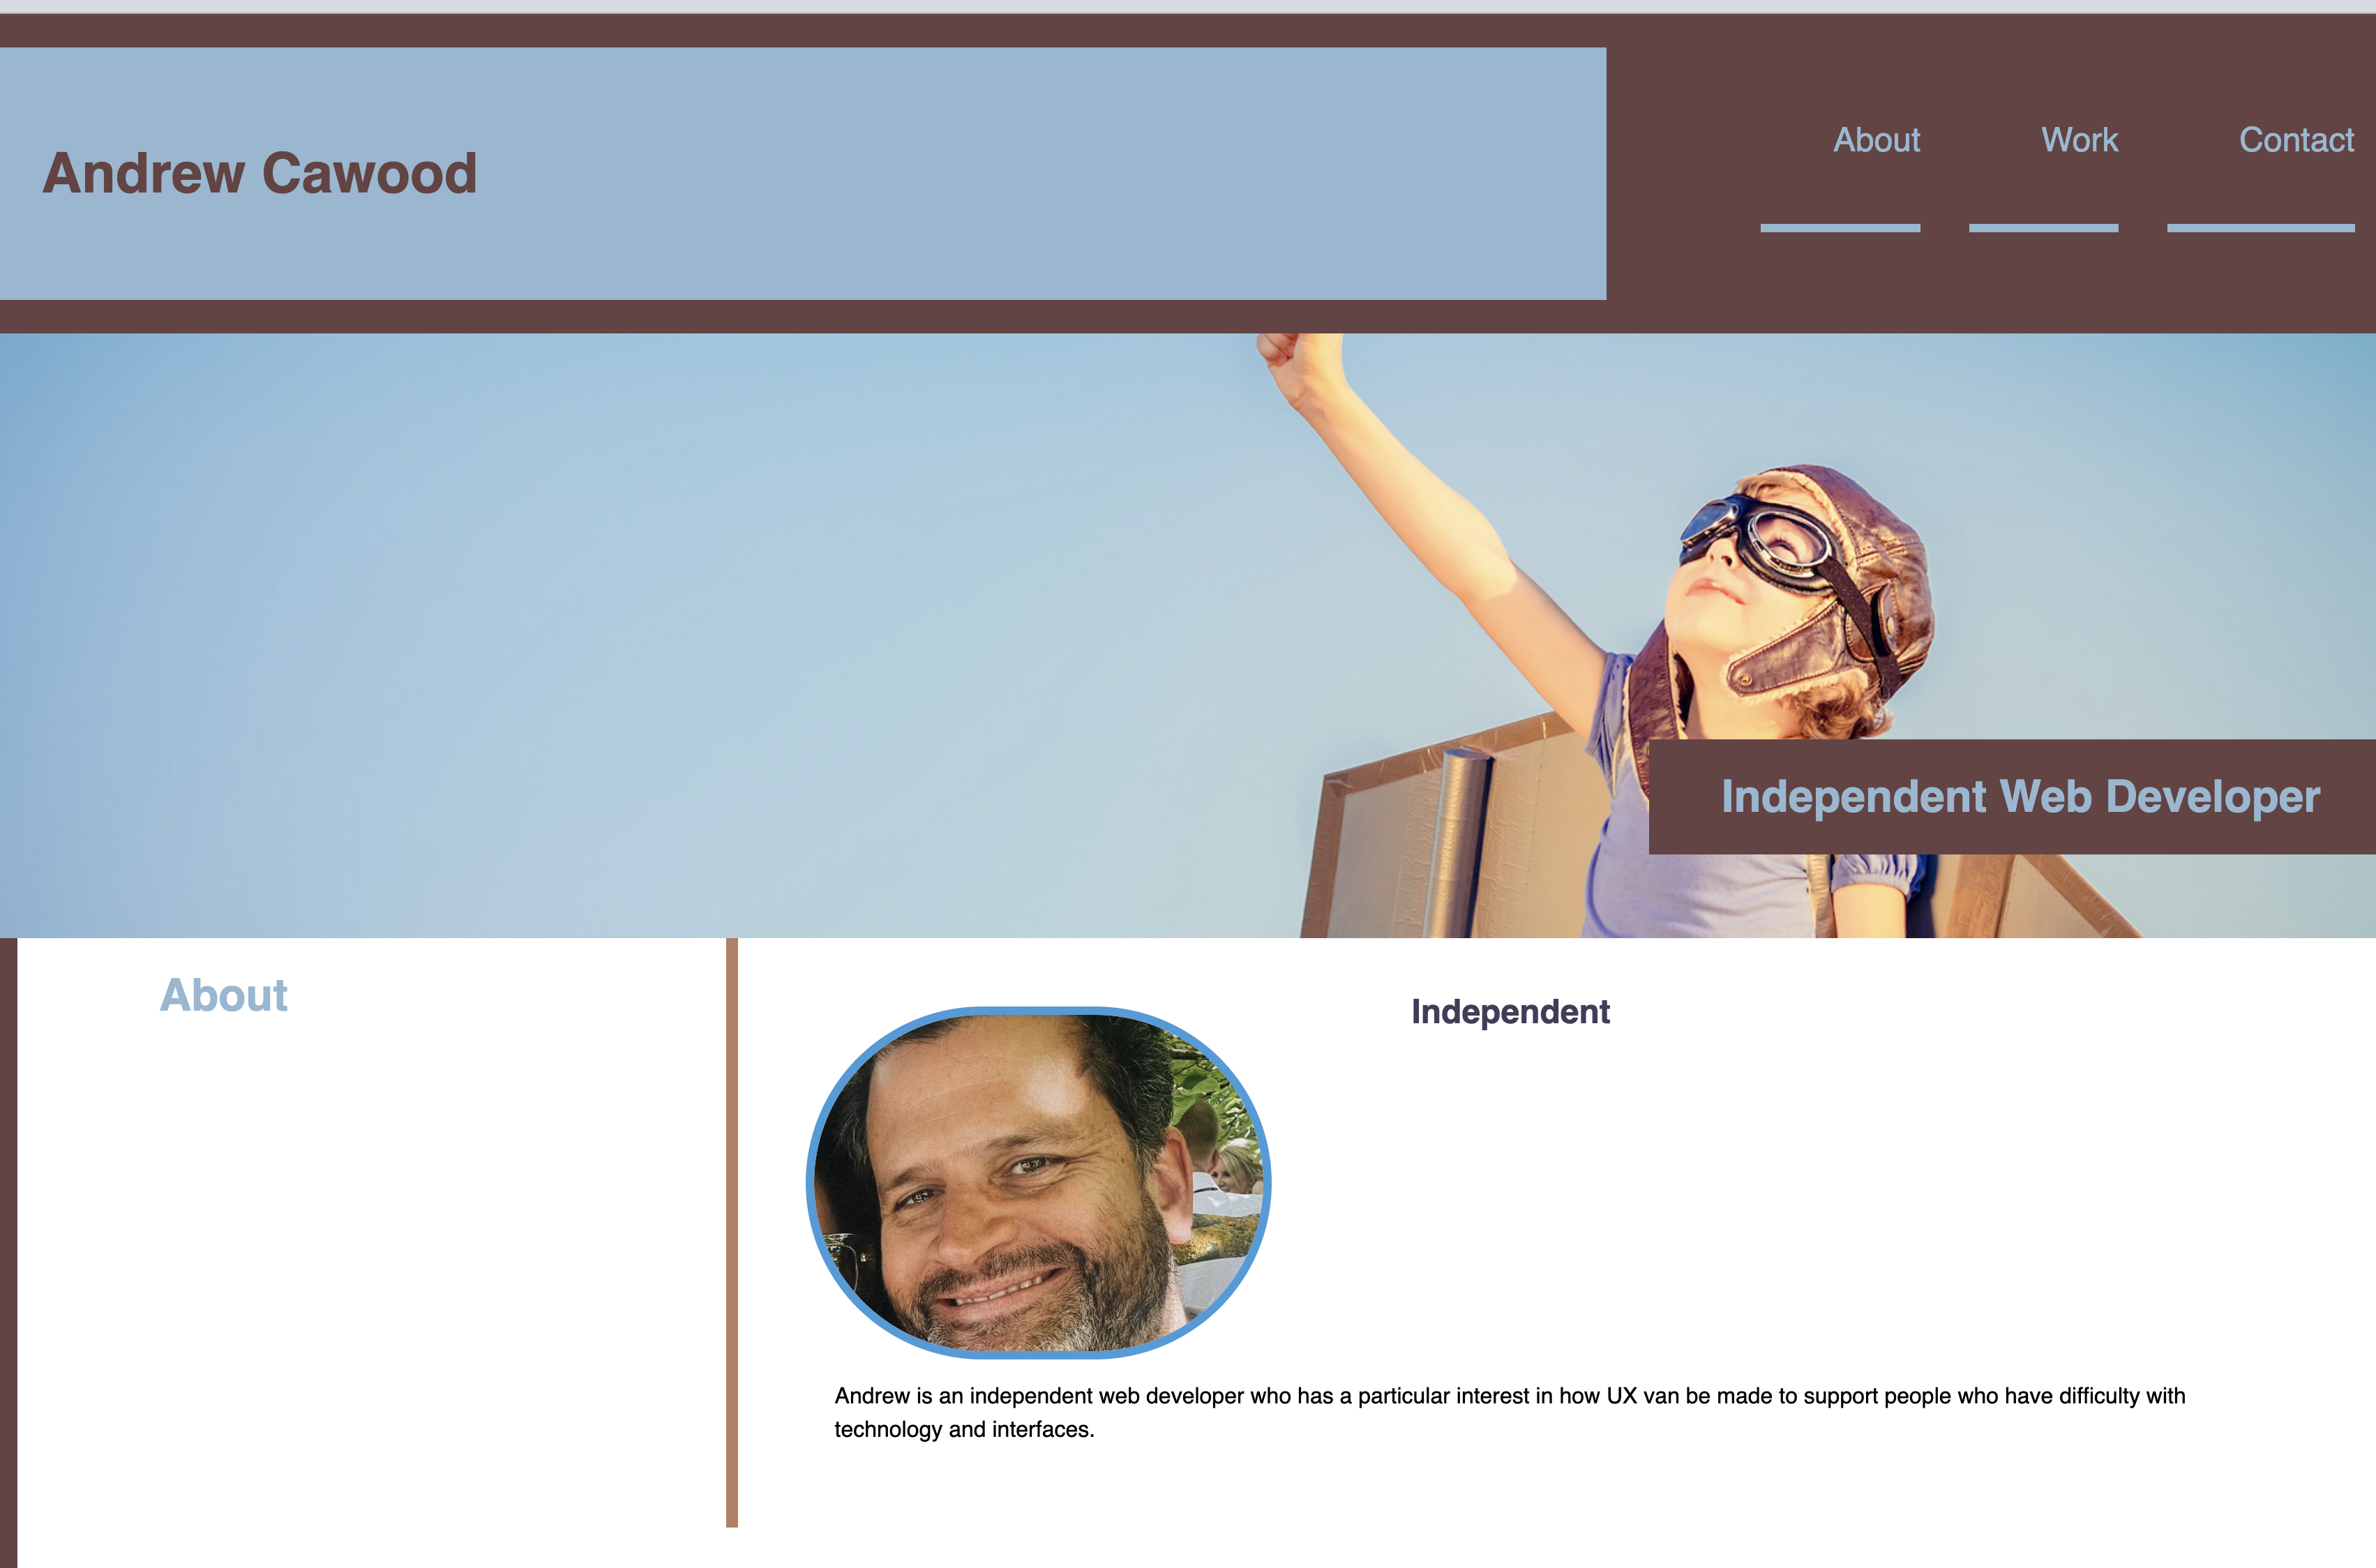 Andrew Cawood
About Work Contact
Independent Web Developer
About
Independent
Andrew is an independent web developer who has a particular interest in how UX van be made to support people who have difficulty with
technology and interfaces.